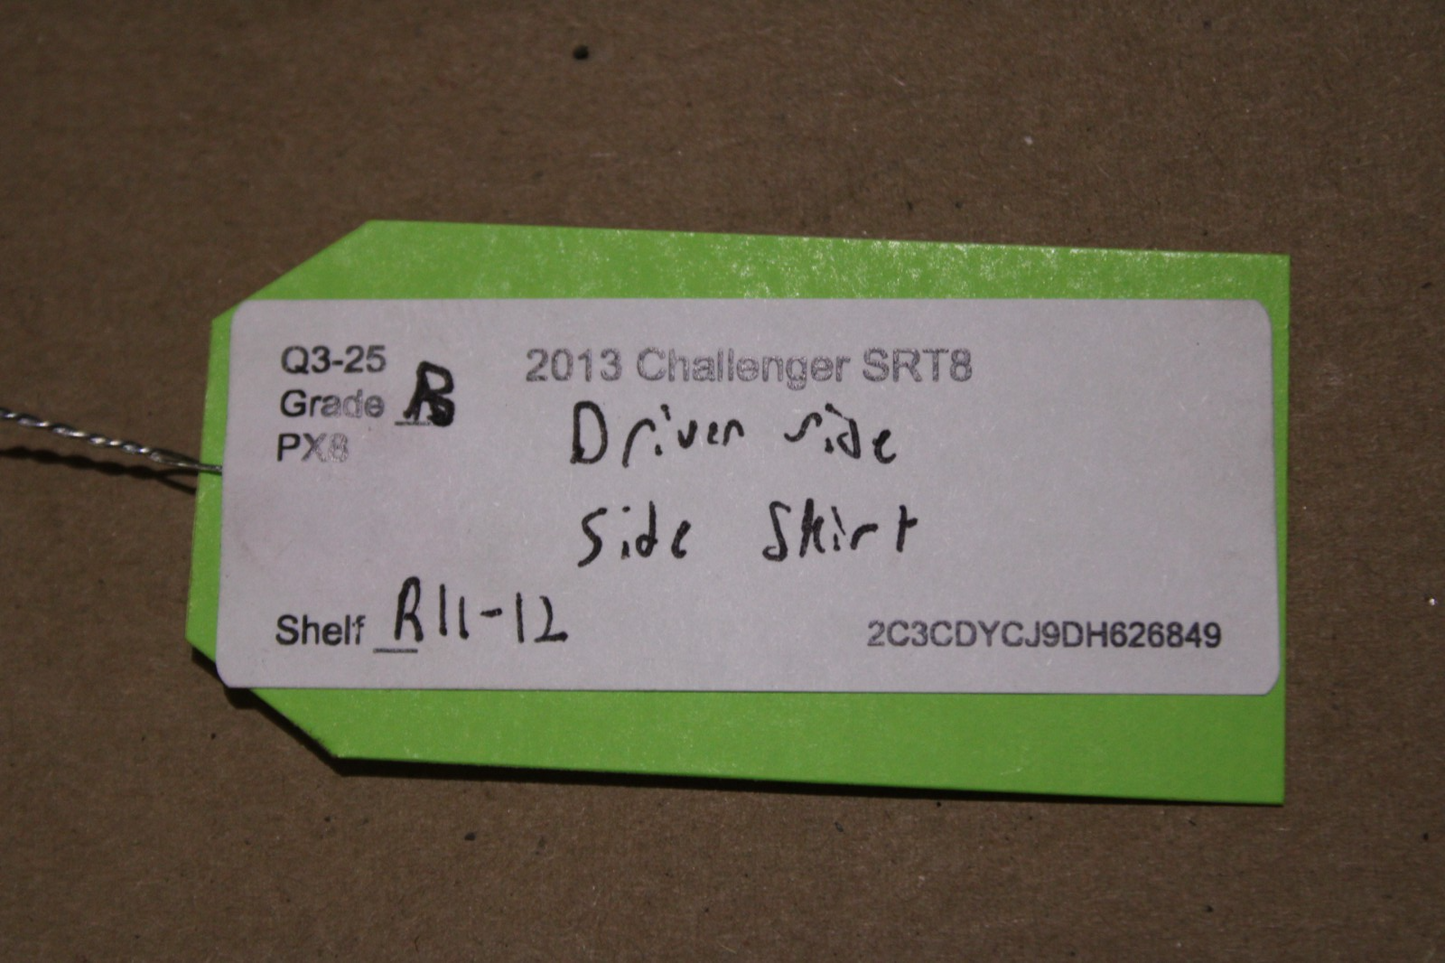 Q3-25 2013 Challenger SRT8
Grade B
PX8
Driver side
side skirt
Shelf R11-12
2C3CDYCJ9DH626849